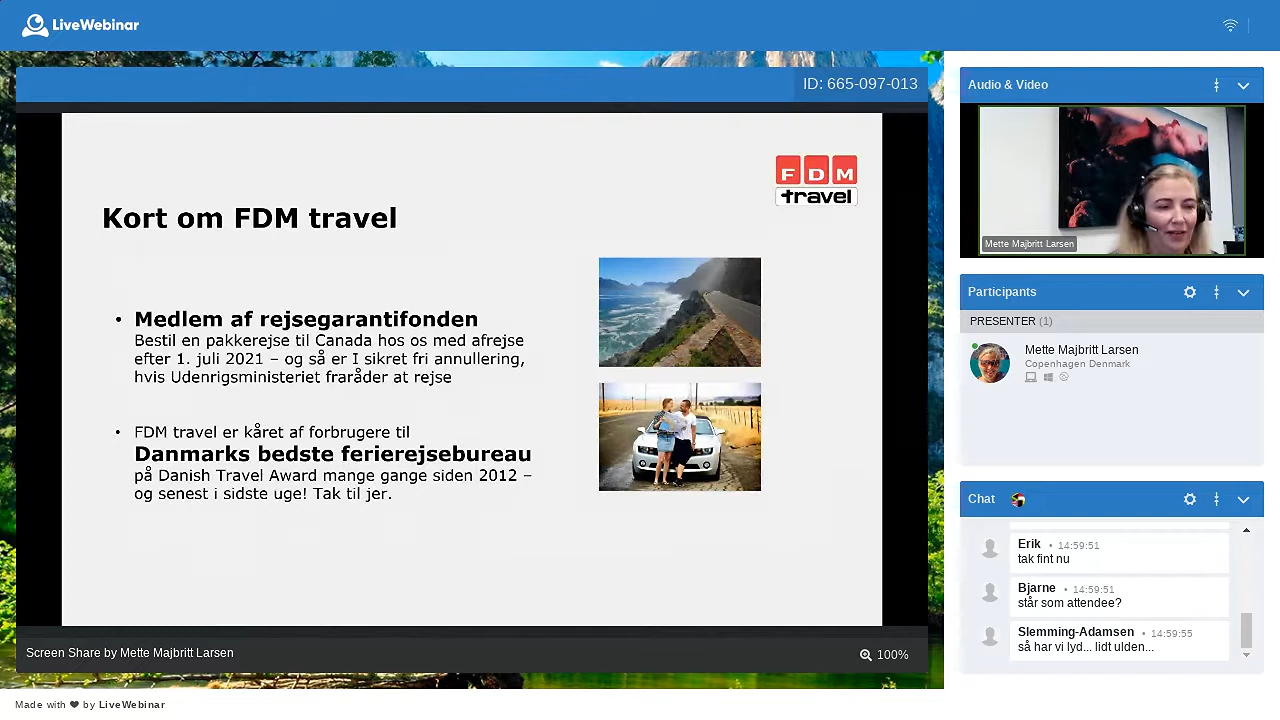 LiveWebinar
ID: 665-097-013
FDM
travel
Kort om FDM travel
• Medlem af rejsegarantifonden
Bestil en pakkerejse til Canada hos os med afrejse
efter 1. juli 2021 – og så er I sikret fri annullering,
hvis Udenrigsministeriet fraråder at rejse
• FDM travel er kåret af forbrugere til
Danmarks bedste ferierejsebureau
på Danish Travel Award mange gange siden 2012 –
og senest i sidste uge! Tak til jer.
Screen Share by Mette Majbritt Larsen
100%
Audio & Video
Mette Majbritt Larsen
Participants
PRESENTER (1)
Mette Majbritt Larsen
Copenhagen Denmark
Chat
Erik • 14:59:51
tak fint nu
Bjarne • 14:59:51
står som attendee?
Slemming-Adamsen • 14:59:55
så har vi lyd... lidt ulden...
Made with ❤ by LiveWebinar